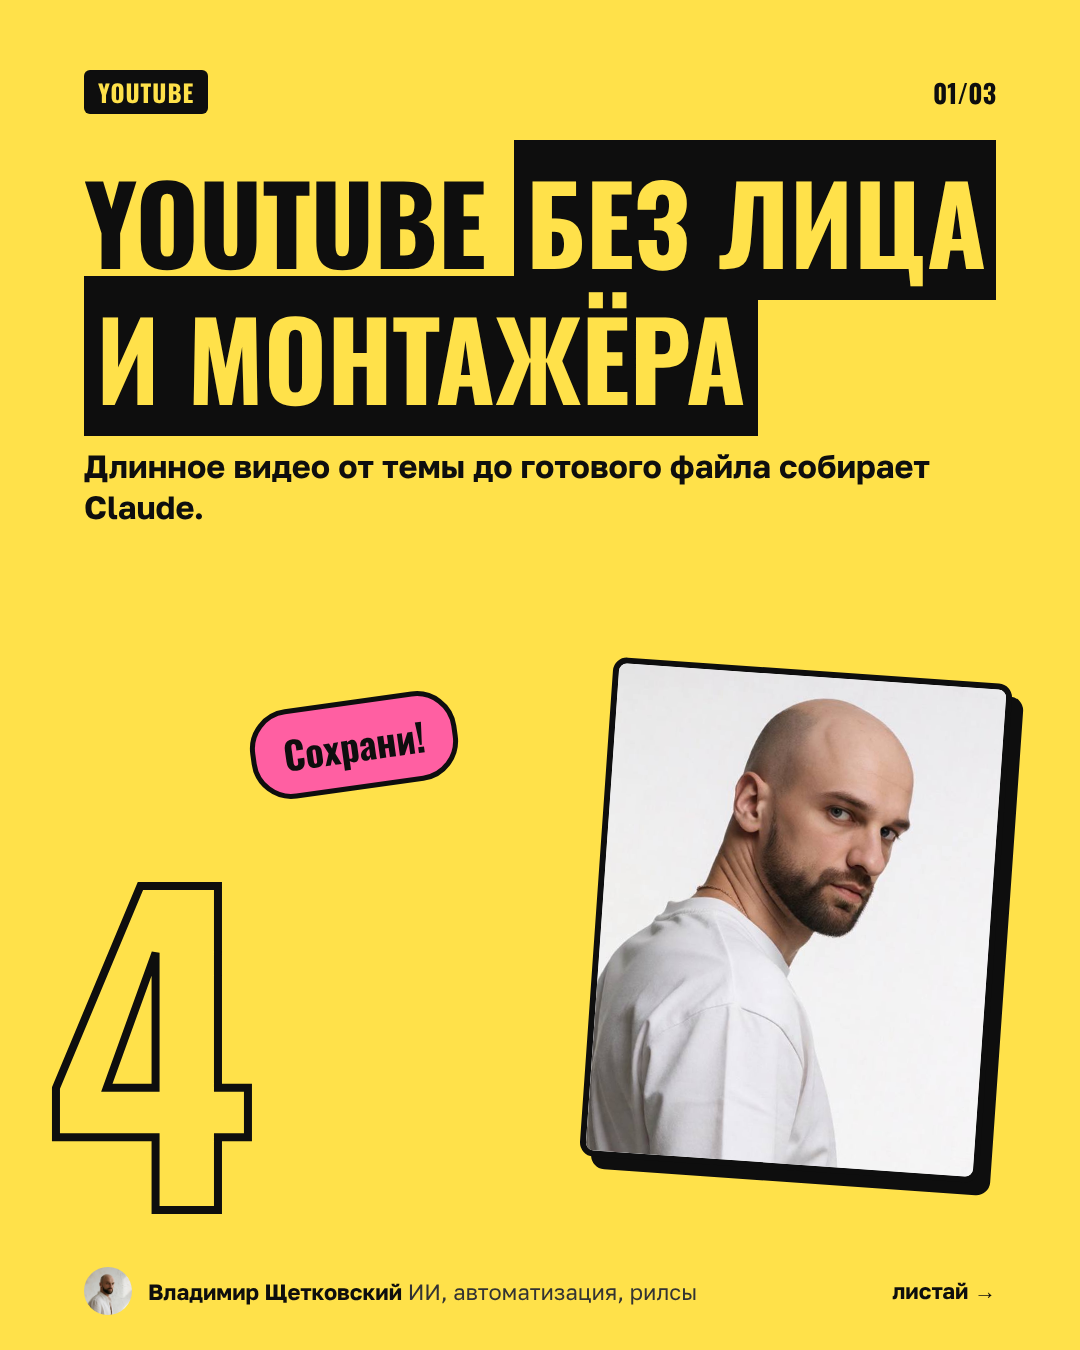 YOUTUBE
01/03
YOUTUBE БЕЗ ЛИЦА
И МОНТАЖЁРА
Длинное видео от темы до готового файла собирает
Claude.
Сохрани!
4
Владимир Щетковский ИИ, автоматизация, рилсы
листай →